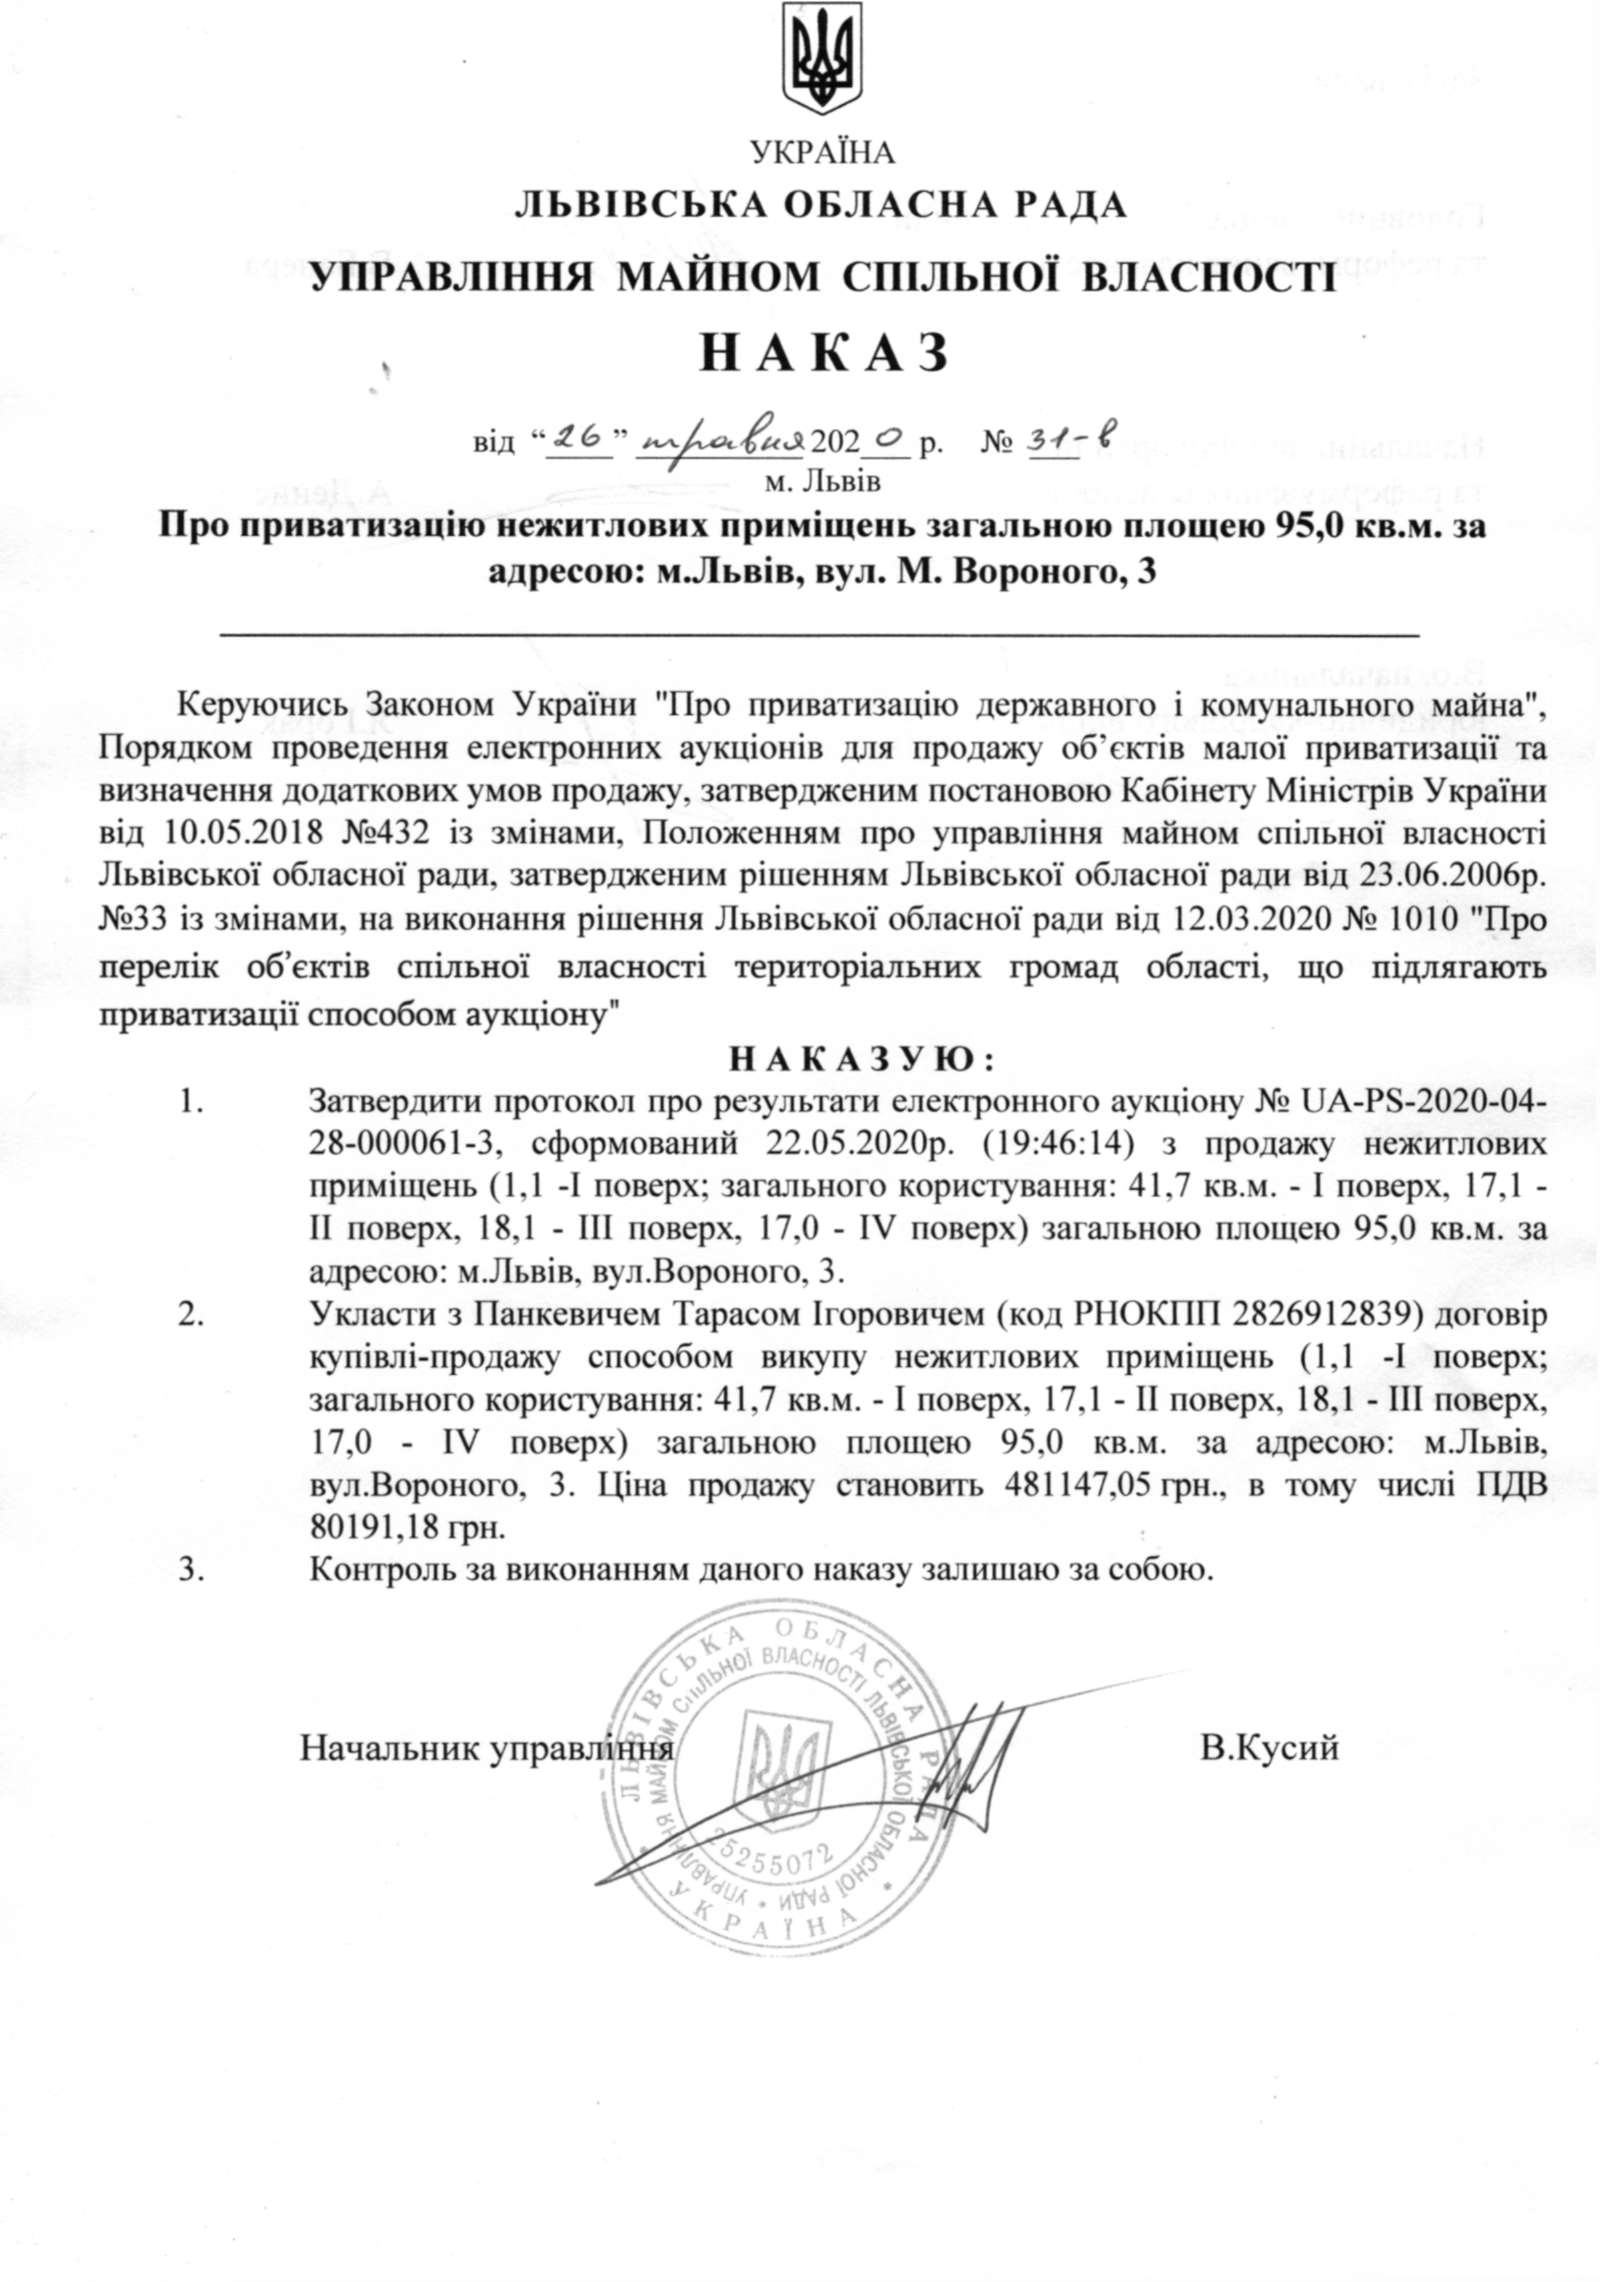 УКРАЇНА
ЛЬВІВСЬКА ОБЛАСНА РАДА
УПРАВЛІННЯ МАЙНОМ СПІЛЬНОЇ ВЛАСНОСТІ
НАКАЗ
від “26” травня 2020 р. № 31-в
м. Львів
Про приватизацію нежитлових приміщень загальною площею 95,0 кв.м. за
адресою: м.Львів, вул. М. Вороного, 3
Керуючись Законом України "Про приватизацію державного і комунального майна",
Порядком проведення електронних аукціонів для продажу об’єктів малої приватизації та
визначення додаткових умов продажу, затвердженим постановою Кабінету Міністрів України
від 10.05.2018 №432 із змінами, Положенням про управління майном спільної власності
Львівської обласної ради, затвердженим рішенням Львівської обласної ради від 23.06.2006р.
№33 із змінами, на виконання рішення Львівської обласної ради від 12.03.2020 № 1010 "Про
перелік об’єктів спільної власності територіальних громад області, що підлягають
приватизації способом аукціону"
НАКАЗУЮ:
1. Затвердити протокол про результати електронного аукціону № UA-PS-2020-04-
28-000061-3, сформований 22.05.2020р. (19:46:14) з продажу нежитлових
приміщень (1,1 -I поверх; загального користування: 41,7 кв.м. - I поверх, 17,1 -
II поверх, 18,1 - III поверх, 17,0 - IV поверх) загальною площею 95,0 кв.м. за
адресою: м.Львів, вул.Вороного, 3.
2. Укласти з Панкевичем Тарасом Ігоровичем (код РНОКПП 2826912839) договір
купівлі-продажу способом викупу нежитлових приміщень (1,1 -I поверх;
загального користування: 41,7 кв.м. - I поверх, 17,1 - II поверх, 18,1 - III поверх,
17,0 - IV поверх) загальною площею 95,0 кв.м. за адресою: м.Львів,
вул.Вороного, 3. Ціна продажу становить 481147,05 грн., в тому числі ПДВ
80191,18 грн.
3. Контроль за виконанням даного наказу залишаю за собою.
Начальник управління В.Кусий
ЛЬВІВСЬКА ОБЛАСНА РАДА * УКРАЇНА *
УПРАВЛІННЯ МАЙНОМ СПІЛЬНОЇ ВЛАСНОСТІ ЛЬВІВСЬКОЇ ОБЛАСНОЇ РАДИ *
25255072